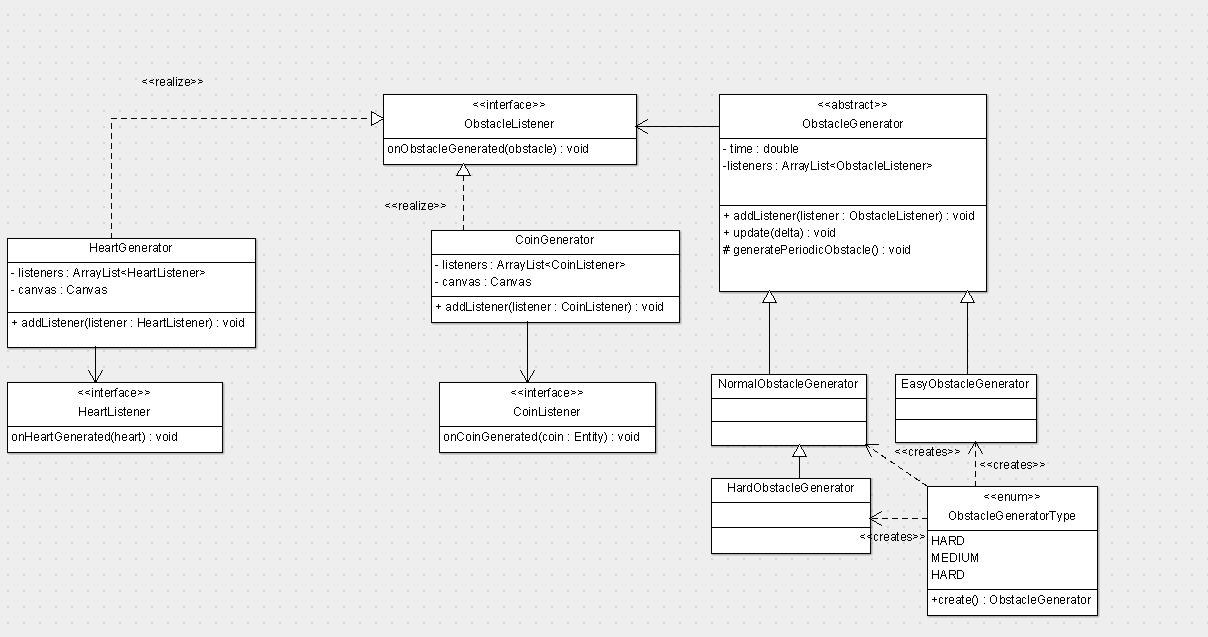 <<realize>>
<<interface>>
ObstacleListener
onObstacleGenerated(obstacle) : void
<<abstract>>
ObstacleGenerator
- time : double
-listeners : ArrayList<ObstacleListener>
+ addListener(listener : ObstacleListener) : void
+ update(delta) : void
# generatePeriodicObstacle() : void
<<realize>>
HeartGenerator
- listeners : ArrayList<HeartListener>
- canvas : Canvas
+ addListener(listener : HeartListener) : void
CoinGenerator
- listeners : ArrayList<CoinListener>
- canvas : Canvas
+ addListener(listener : CoinListener) : void
<<interface>>
HeartListener
onHeartGenerated(heart) : void
<<interface>>
CoinListener
onCoinGenerated(coin : Entity) : void
NormalObstacleGenerator
EasyObstacleGenerator
<<creates>>
<<creates>>
HardObstacleGenerator
<<creates>>
<<enum>>
ObstacleGeneratorType
HARD
MEDIUM
HARD
+create() : ObstacleGenerator